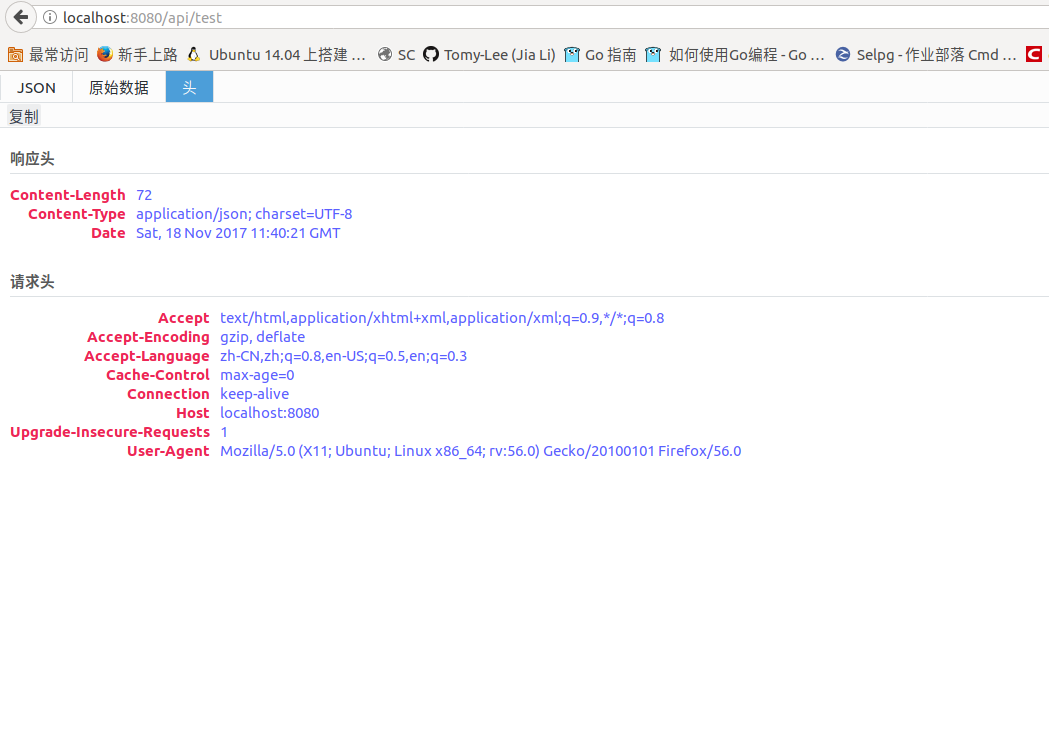 localhost:8080/api/test
最常访问 新手上路 Ubuntu 14.04 上搭建 ... SC Tomy-Lee (Jia Li) Go 指南 如何使用Go编程 - Go ... Selpg - 作业部落 Cmd ... C
JSON 原始数据 头
复制
响应头
Content-Length 72
Content-Type application/json; charset=UTF-8
Date Sat, 18 Nov 2017 11:40:21 GMT
请求头
Accept text/html,application/xhtml+xml,application/xml;q=0.9,*/*;q=0.8
Accept-Encoding gzip, deflate
Accept-Language zh-CN,zh;q=0.8,en-US;q=0.5,en;q=0.3
Cache-Control max-age=0
Connection keep-alive
Host localhost:8080
Upgrade-Insecure-Requests 1
User-Agent Mozilla/5.0 (X11; Ubuntu; Linux x86_64; rv:56.0) Gecko/20100101 Firefox/56.0